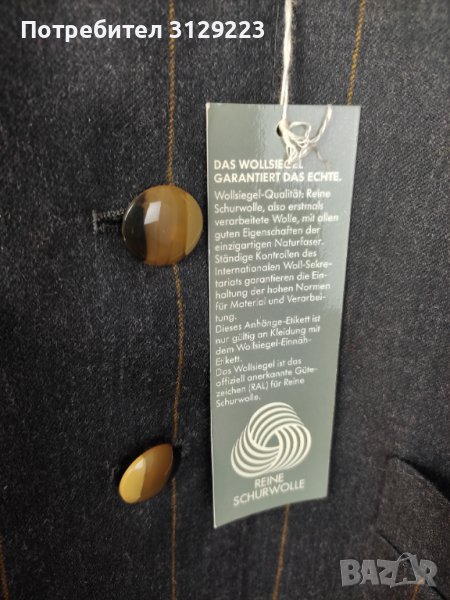 Потребител 3129223
DAS WOLLSIEGEL
GARANTIERT DAS ECHTE.
Wollsiegel-Qualität: Reine
Schurwolle, also erstmals
verarbeitete Wolle, mit allen
guten Eigenschaften der
einzigartigen Naturfaser.
Ständige Kontrollen des
Internationalen Woll-Sekre-
tariats garantieren die Ein-
haltung der hohen Normen
für Material und Verarbei-
tung.
Dieses Anhänge-Etikett ist
nur gültig an Kleidung mit
dem Wollsiegel-Einnäh-
Etikett.
Das Wollsiegel ist das
offiziell anerkannte Güte-
zeichen (RAL) für Reine
Schurwolle.
REINE
SCHURWOLLE
BAZAR